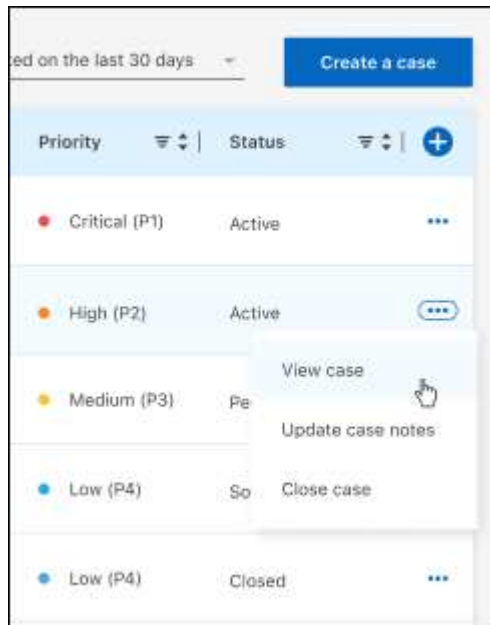 ted on the last 30 days
Create a case
Priority Status
Critical (P1) Active
High (P2) Active
View case
Medium (P3) Pe
Update case notes
Low (P4) So
Close case
Low (P4) Closed